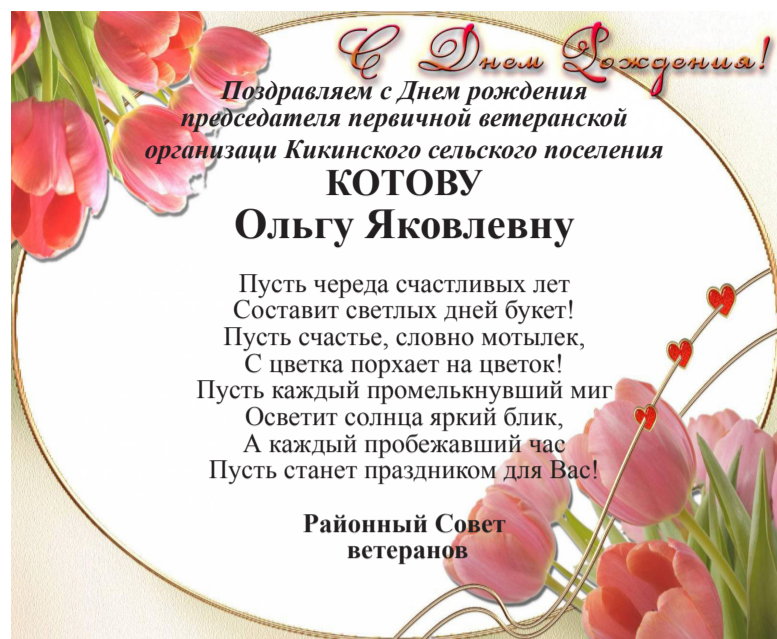 С Днем Рождения!
Поздравляем с Днем рождения
председателя первичной ветеранской
организаци Кикинского сельского поселения
КОТОВУ
Ольгу Яковлевну
Пусть череда счастливых лет
Составит светлых дней букет!
Пусть счастье, словно мотылек,
С цветка порхает на цветок!
Пусть каждый промелькнувший миг
Осветит солнца яркий блик,
А каждый пробежавший час
Пусть станет праздником для Вас!
Районный Совет
ветеранов